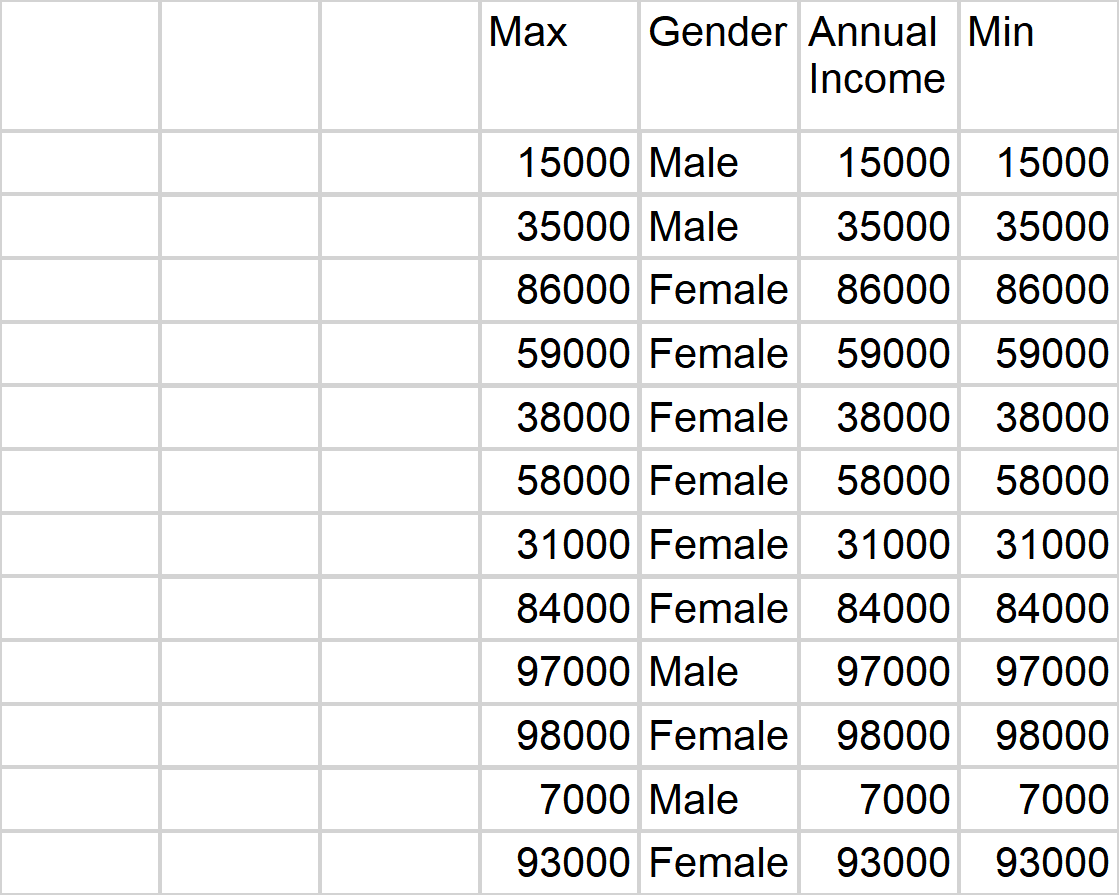 Max Gender Annual Income Min
15000 Male 15000 15000
35000 Male 35000 35000
86000 Female 86000 86000
59000 Female 59000 59000
38000 Female 38000 38000
58000 Female 58000 58000
31000 Female 31000 31000
84000 Female 84000 84000
97000 Male 97000 97000
98000 Female 98000 98000
7000 Male 7000 7000
93000 Female 93000 93000